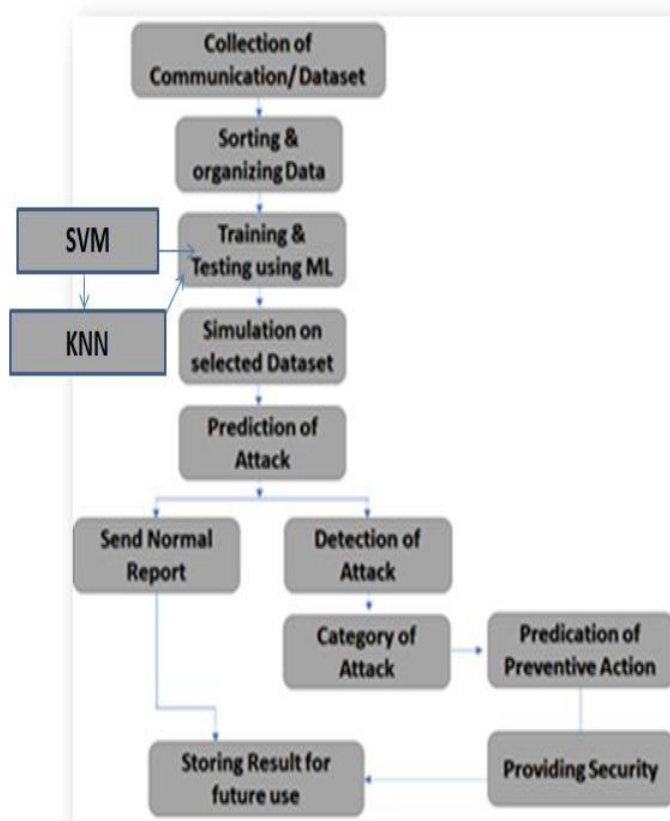 Collection of
Communication/ Dataset
Sorting &
organizing Data
SVM
Training &
Testing using ML
KNN
Simulation on
selected Dataset
Prediction of
Attack
Send Normal
Report
Detection of
Attack
Category of
Attack
Predication of
Preventive Action
Storing Result for
future use
Providing Security